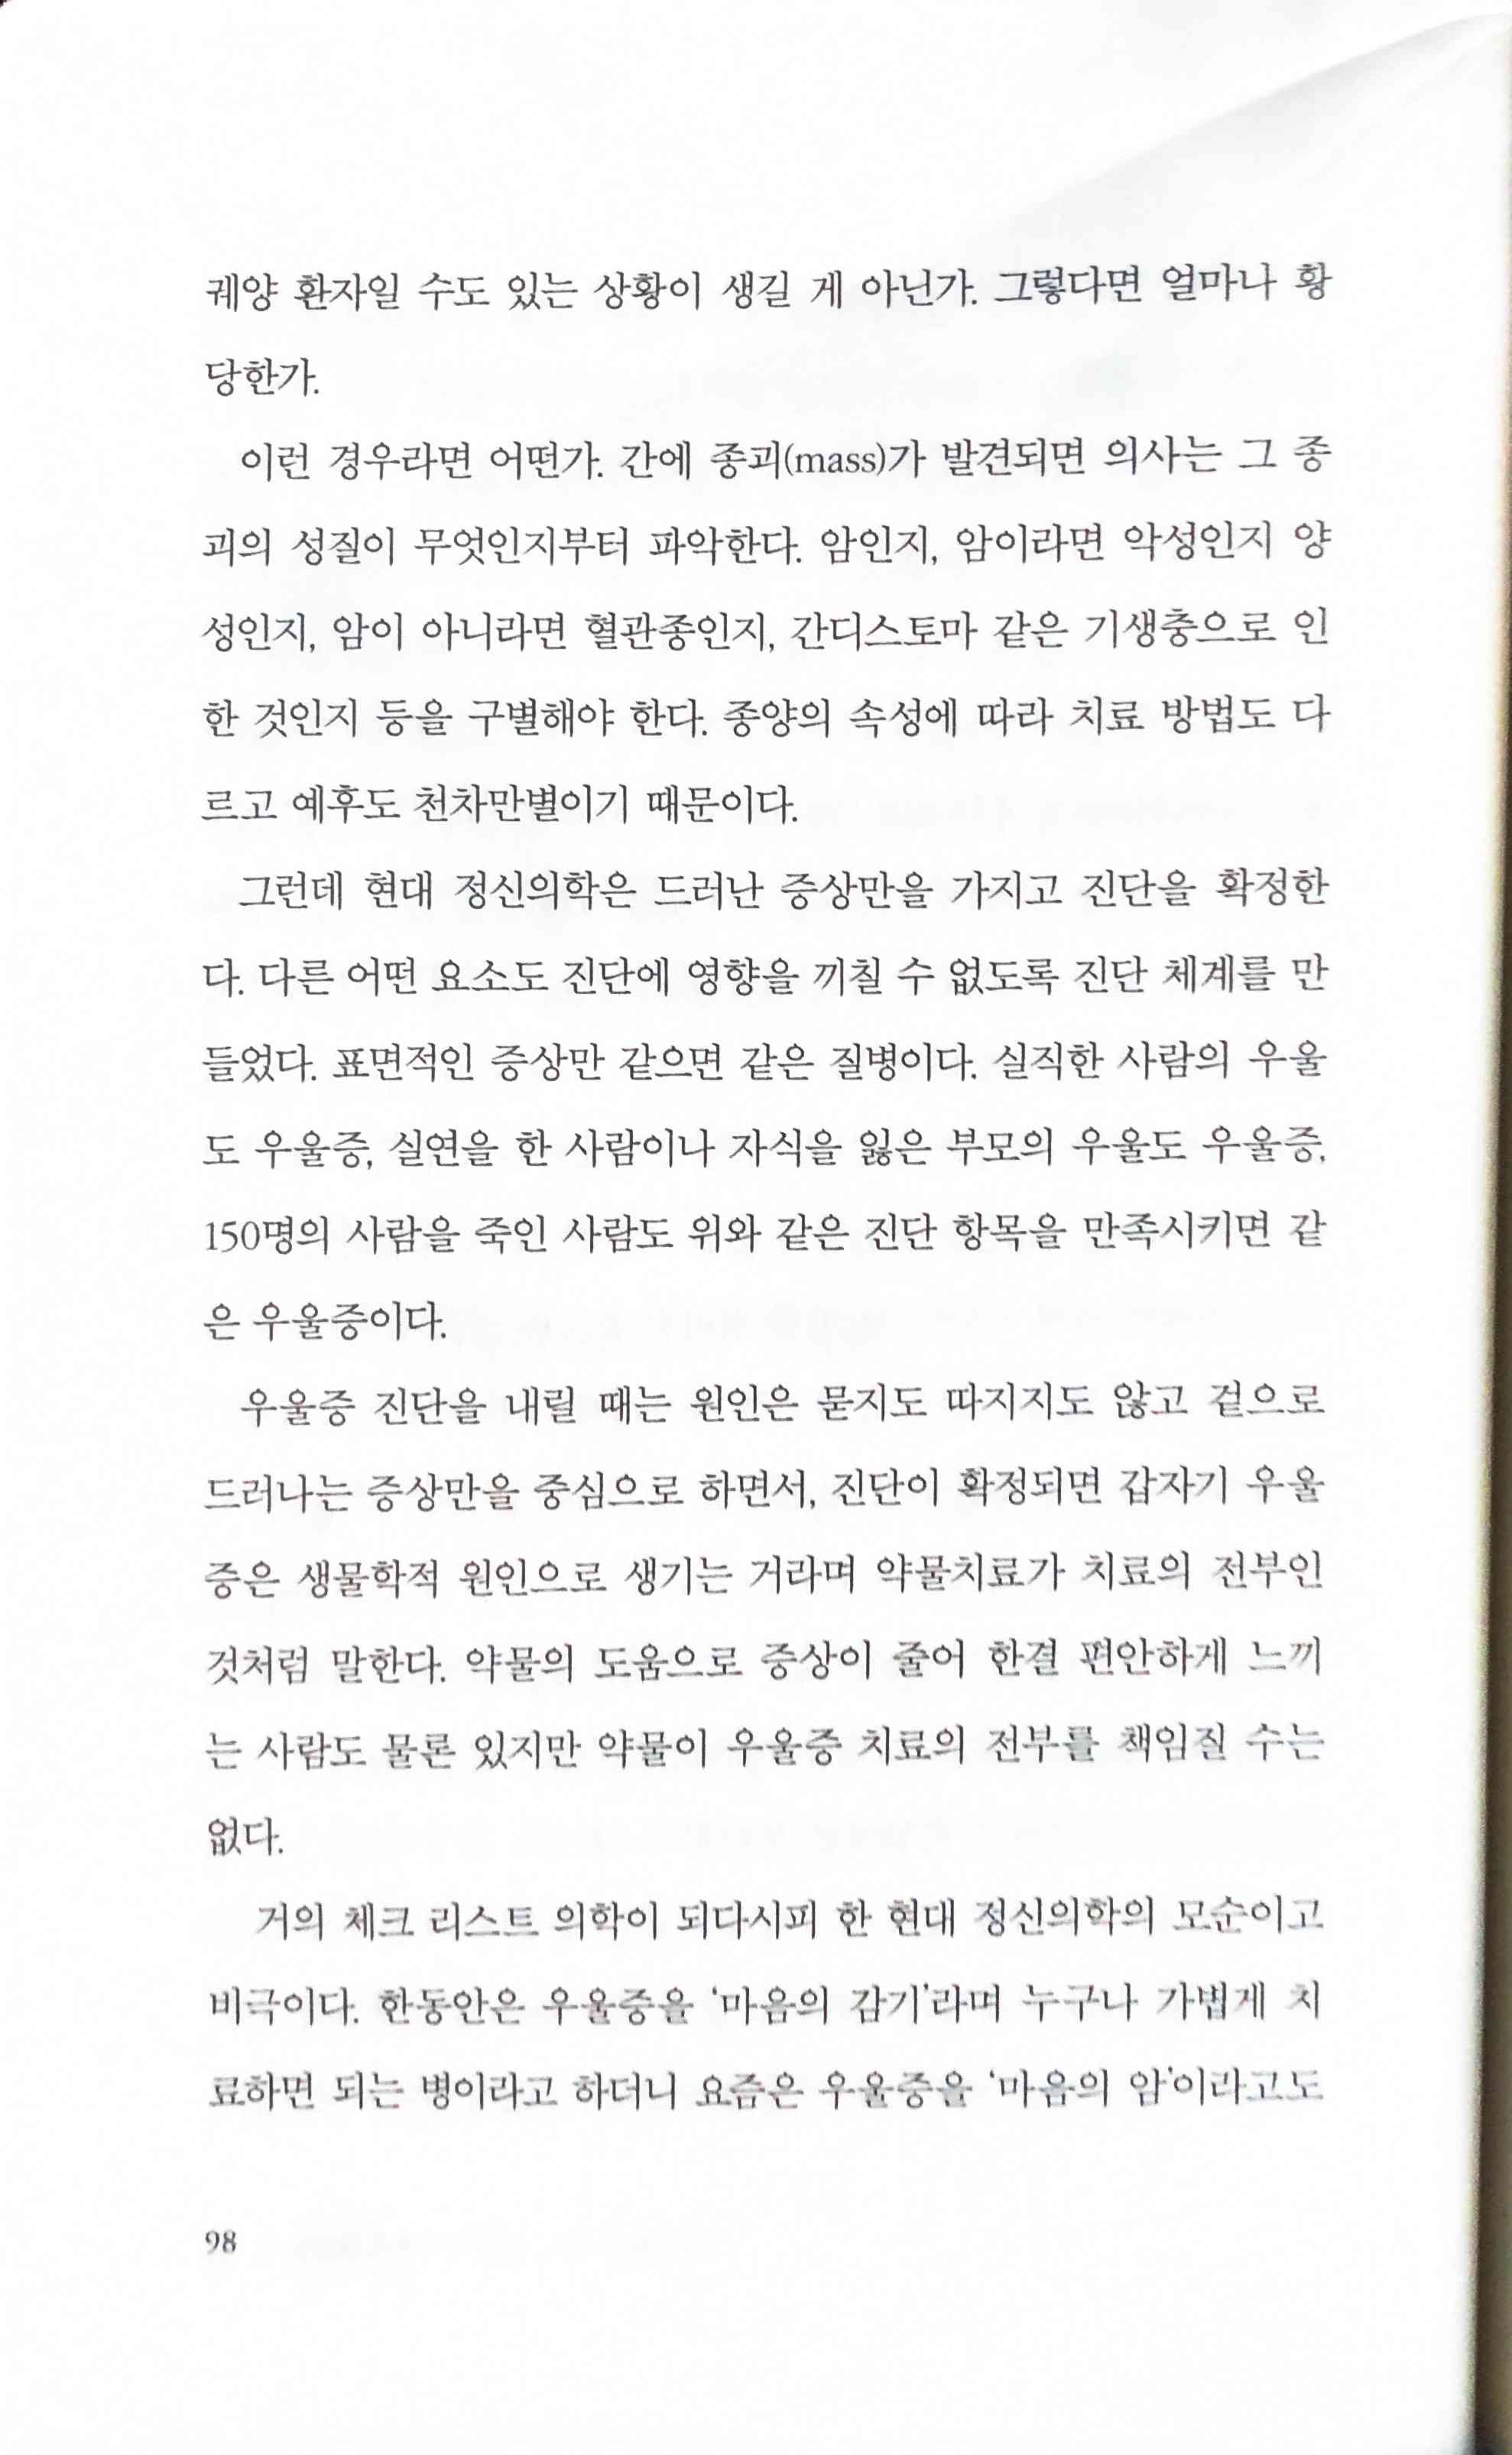 궤양 환자일 수도 있는 상황이 생길 게 아닌가. 그렇다면 얼마나 황
당한가.
이런 경우라면 어떤가. 간에 종괴(mass)가 발견되면 의사는 그 종
괴의 성질이 무엇인지부터 파악한다. 암인지, 암이라면 악성인지 양
성인지, 암이 아니라면 혈관종인지, 간디스토마 같은 기생충으로 인
한 것인지 등을 구별해야 한다. 종양의 속성에 따라 치료 방법도 다
르고 예후도 천차만별이기 때문이다.
그런데 현대 정신의학은 드러난 증상만을 가지고 진단을 확정한
다. 다른 어떤 요소도 진단에 영향을 끼칠 수 없도록 진단 체계를 만
들었다. 표면적인 증상만 같으면 같은 질병이다. 실직한 사람의 우울
도 우울증, 실연을 한 사람이나 자식을 잃은 부모의 우울도 우울증,
150명의 사람을 죽인 사람도 위와 같은 진단 항목을 만족시키면 같
은 우울증이다.
우울증 진단을 내릴 때는 원인은 묻지도 따지지도 않고 겉으로
드러나는 증상만을 중심으로 하면서, 진단이 확정되면 갑자기 우울
증은 생물학적 원인으로 생기는 거라며 약물치료가 치료의 전부인
것처럼 말한다. 약물의 도움으로 증상이 줄어 한결 편안하게 느끼
는 사람도 물론 있지만 약물이 우울증 치료의 전부를 책임질 수는
없다.
거의 체크 리스트 의학이 되다시피 한 현대 정신의학의 모순이고
비극이다. 한동안은 우울증을 ‘마음의 감기’라며 누구나 가볍게 치
료하면 되는 병이라고 하더니 요즘은 우울증을 ‘마음의 암’이라고도
98